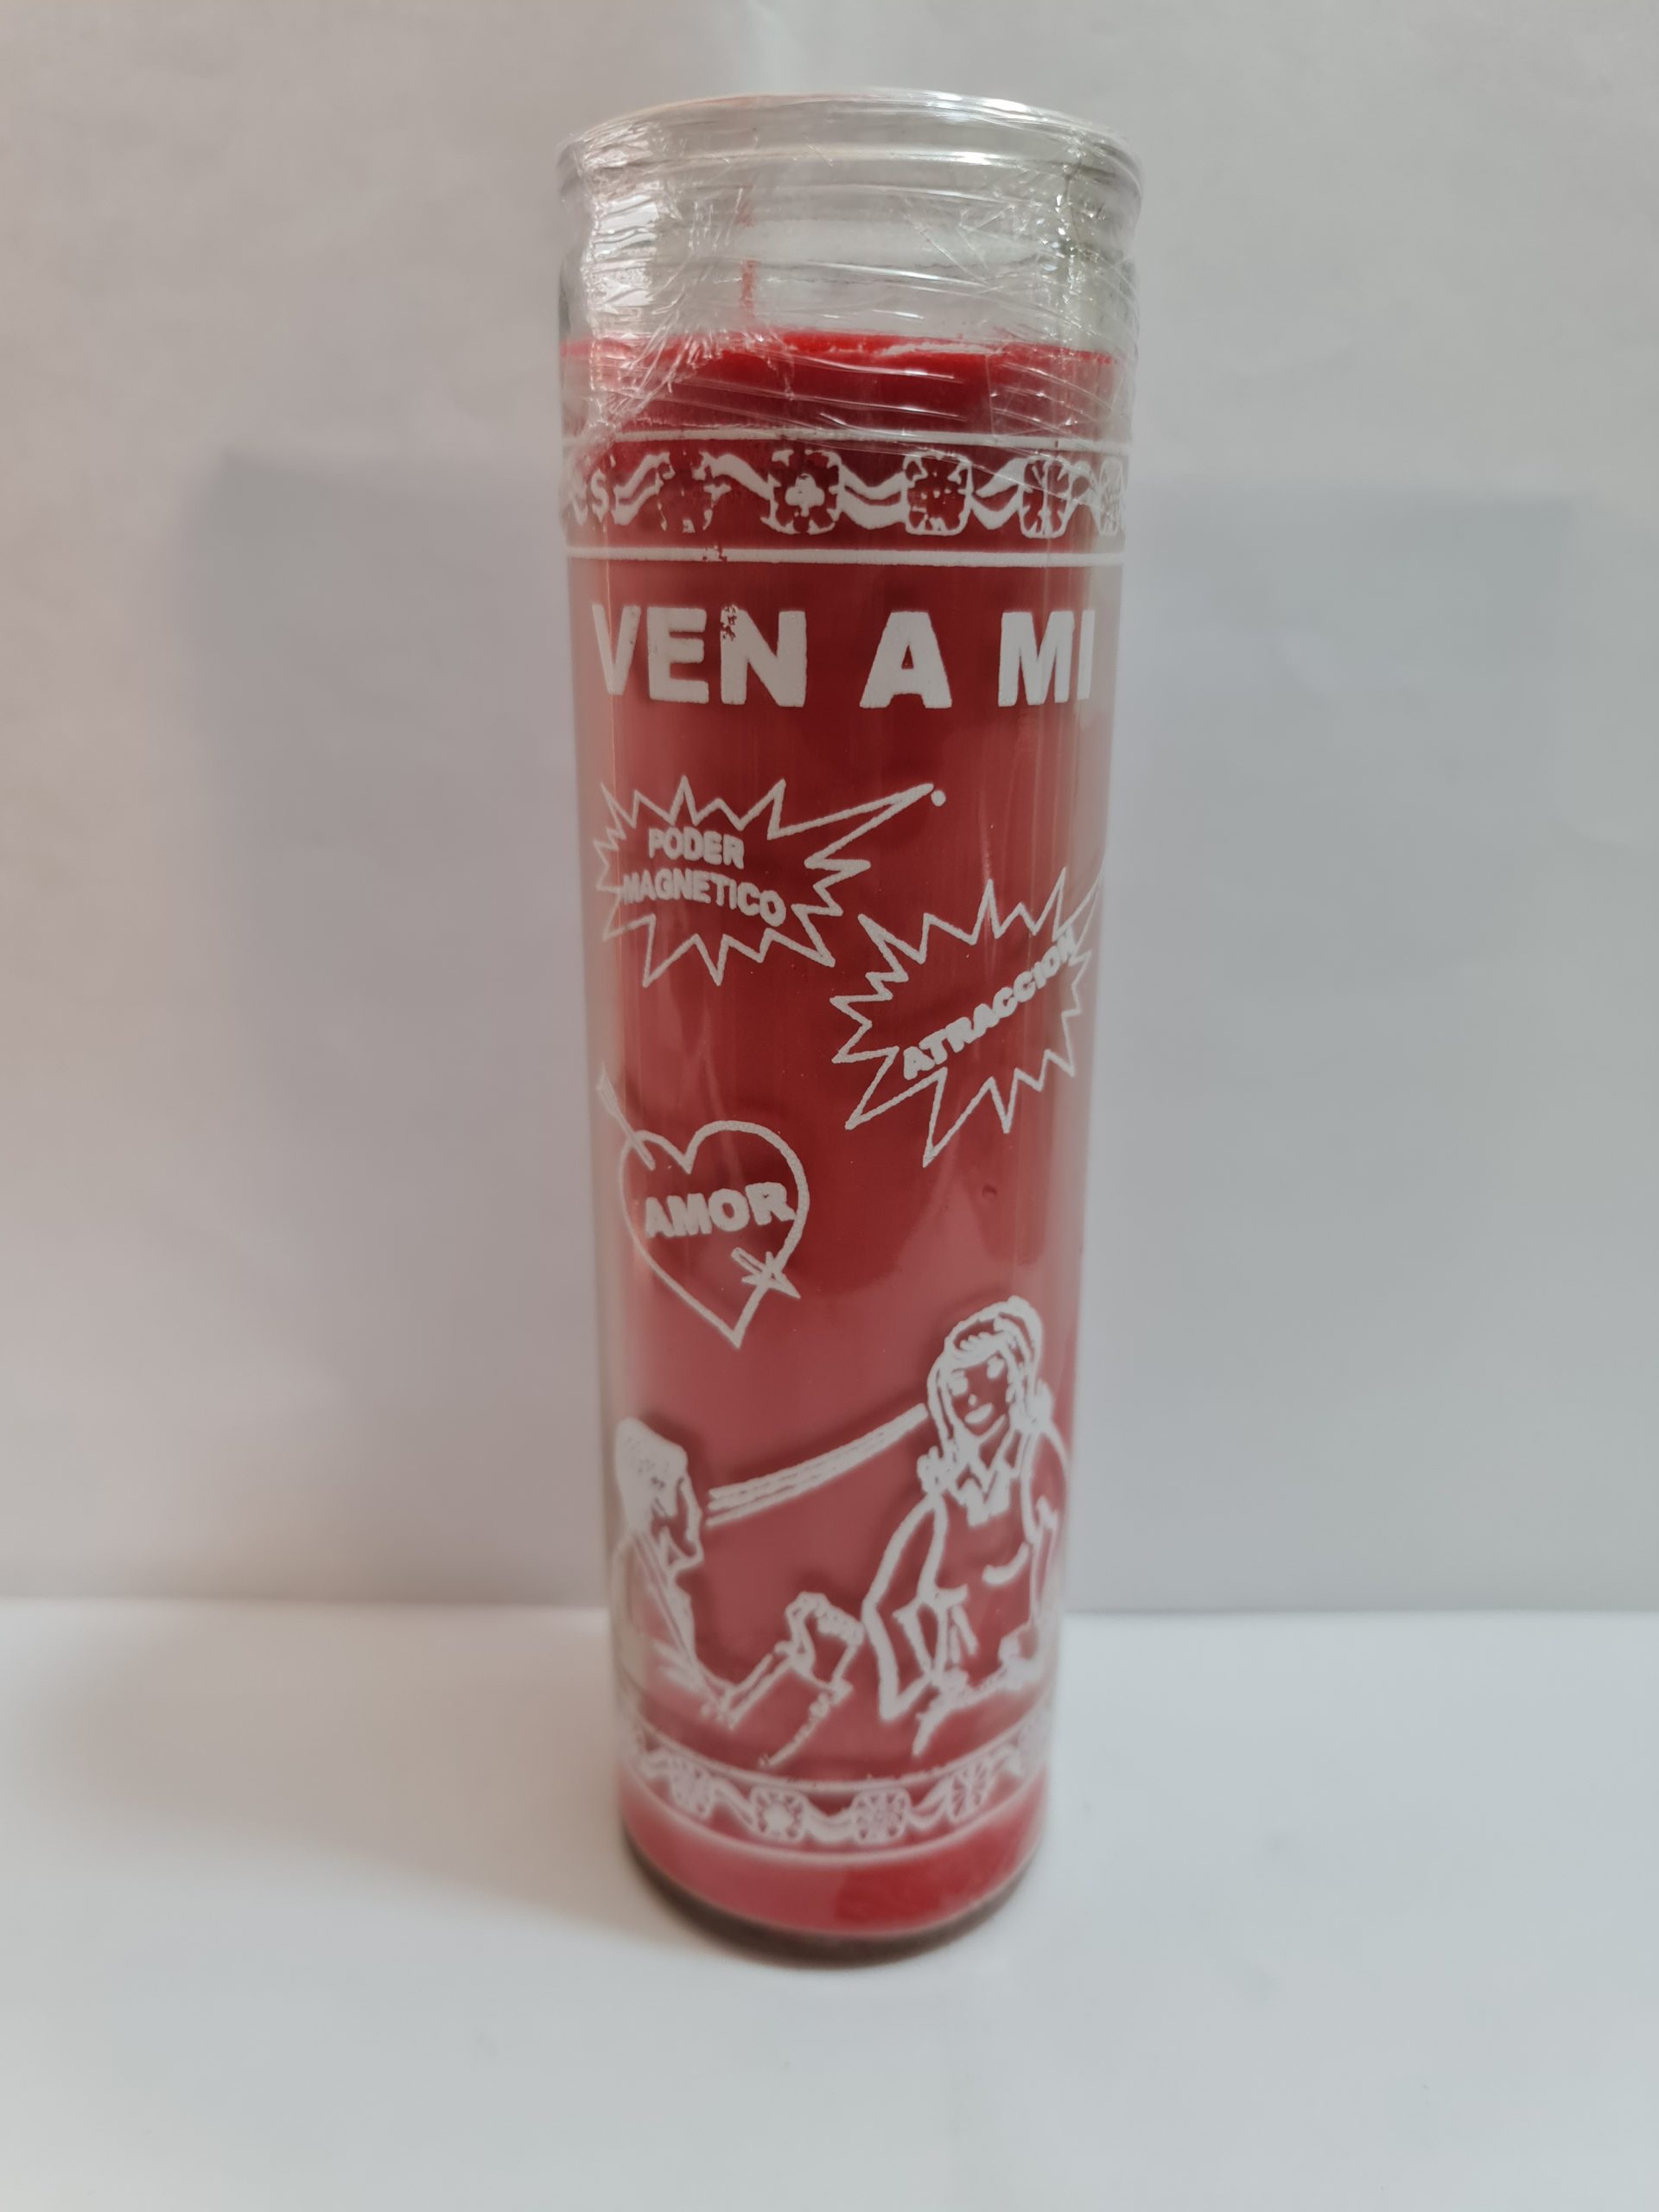 VEN A MI
PODER
MAGNETICO
ATRACCION
AMOR